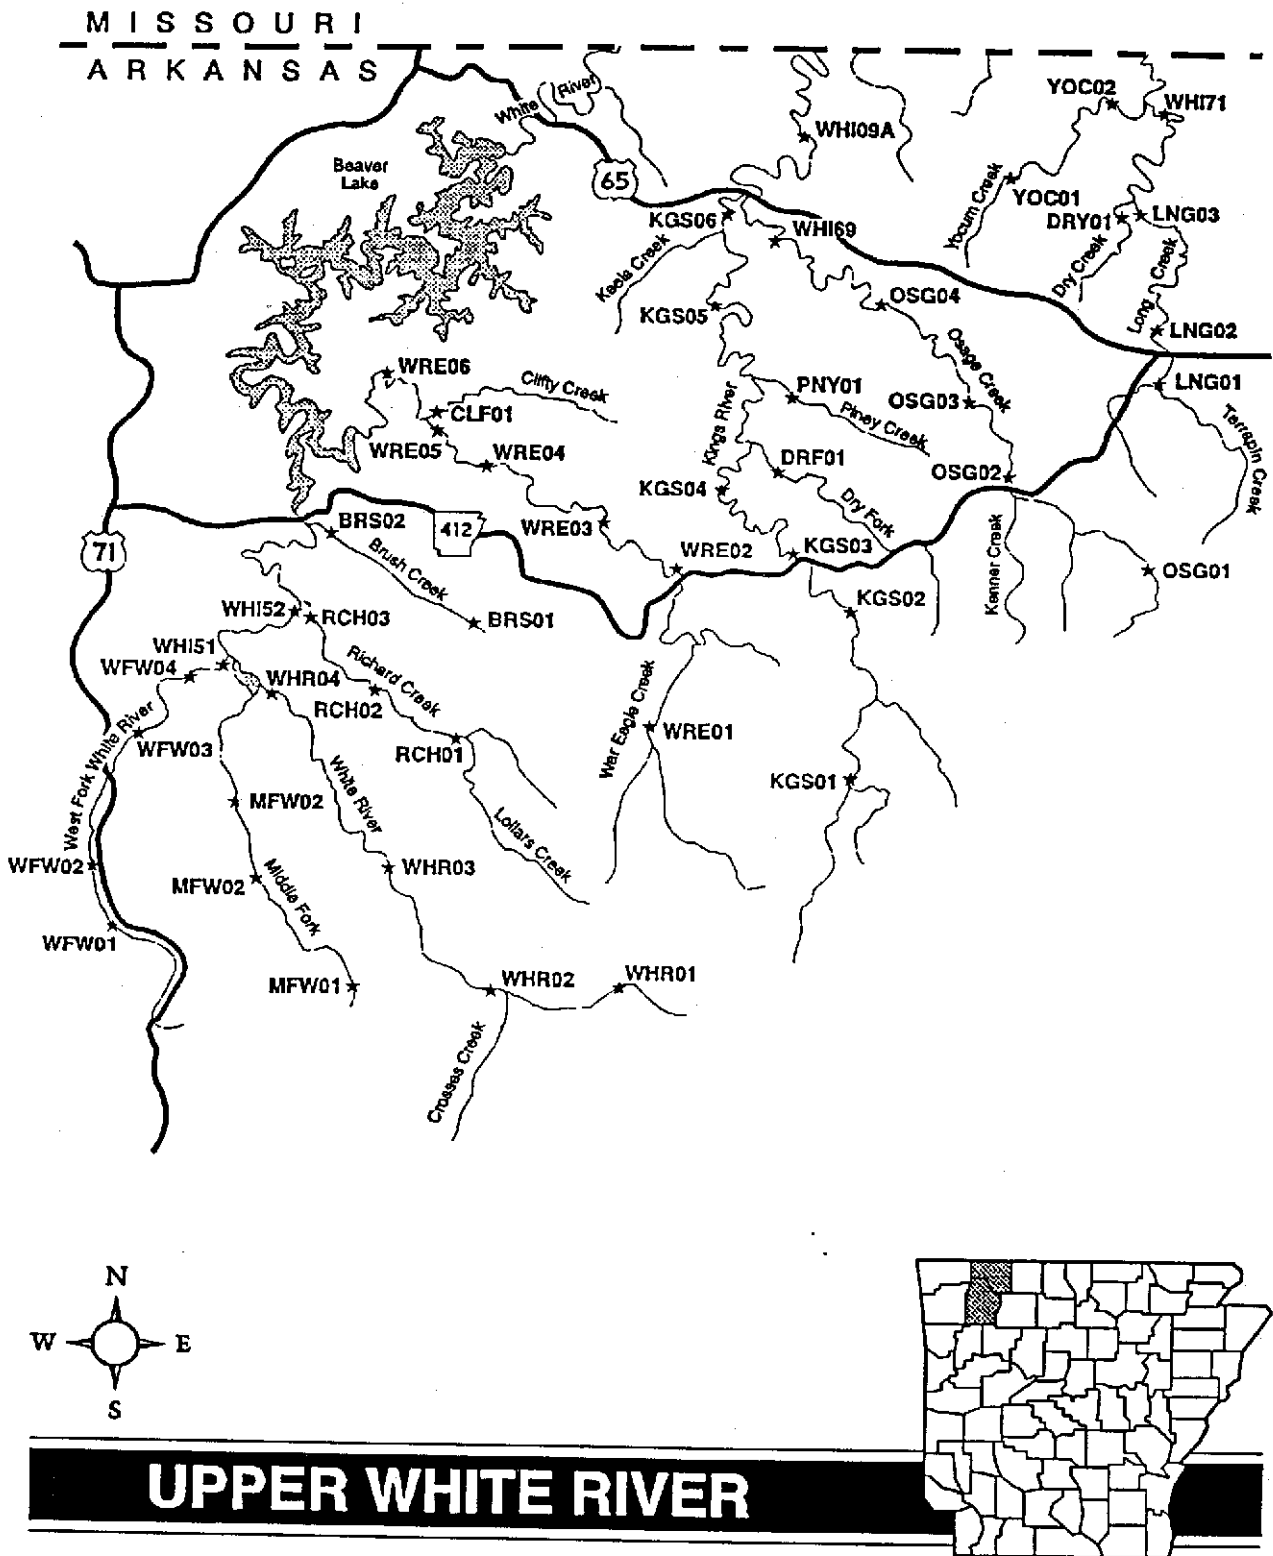 MISSOURI
ARKANSAS
White River
Beaver Lake
65
WHI09A
YOC02
WHI71
YOC01
Yocum Creek
DRY01
LNG03
Dry Creek
Long Creek
KGS06
WHI69
Keels Creek
KGS05
OSG04
LNG02
Osage Creek
LNG01
WRE06
Clifty Creek
CLF01
PNY01
Piney Creek
OSG03
Terrapin Creek
WRE05
WRE04
Kings River
DRF01
OSG02
KGS04
Dry Fork
BRS02
412
WRE03
71
Brush Creek
WRE02
KGS03
Kenner Creek
OSG01
WHI52
RCH03
BRS01
KGS02
WHI51
WFW04
WHR04
Richard Creek
RCH02
West Fork White River
WFW03
RCH01
War Eagle Creek
WRE01
White River
KGS01
MFW02
Lollars Creek
WFW02
MFW02
Middle Fork
WHR03
WFW01
MFW01
WHR02
WHR01
Crosses Creek
N
W E
S
UPPER WHITE RIVER